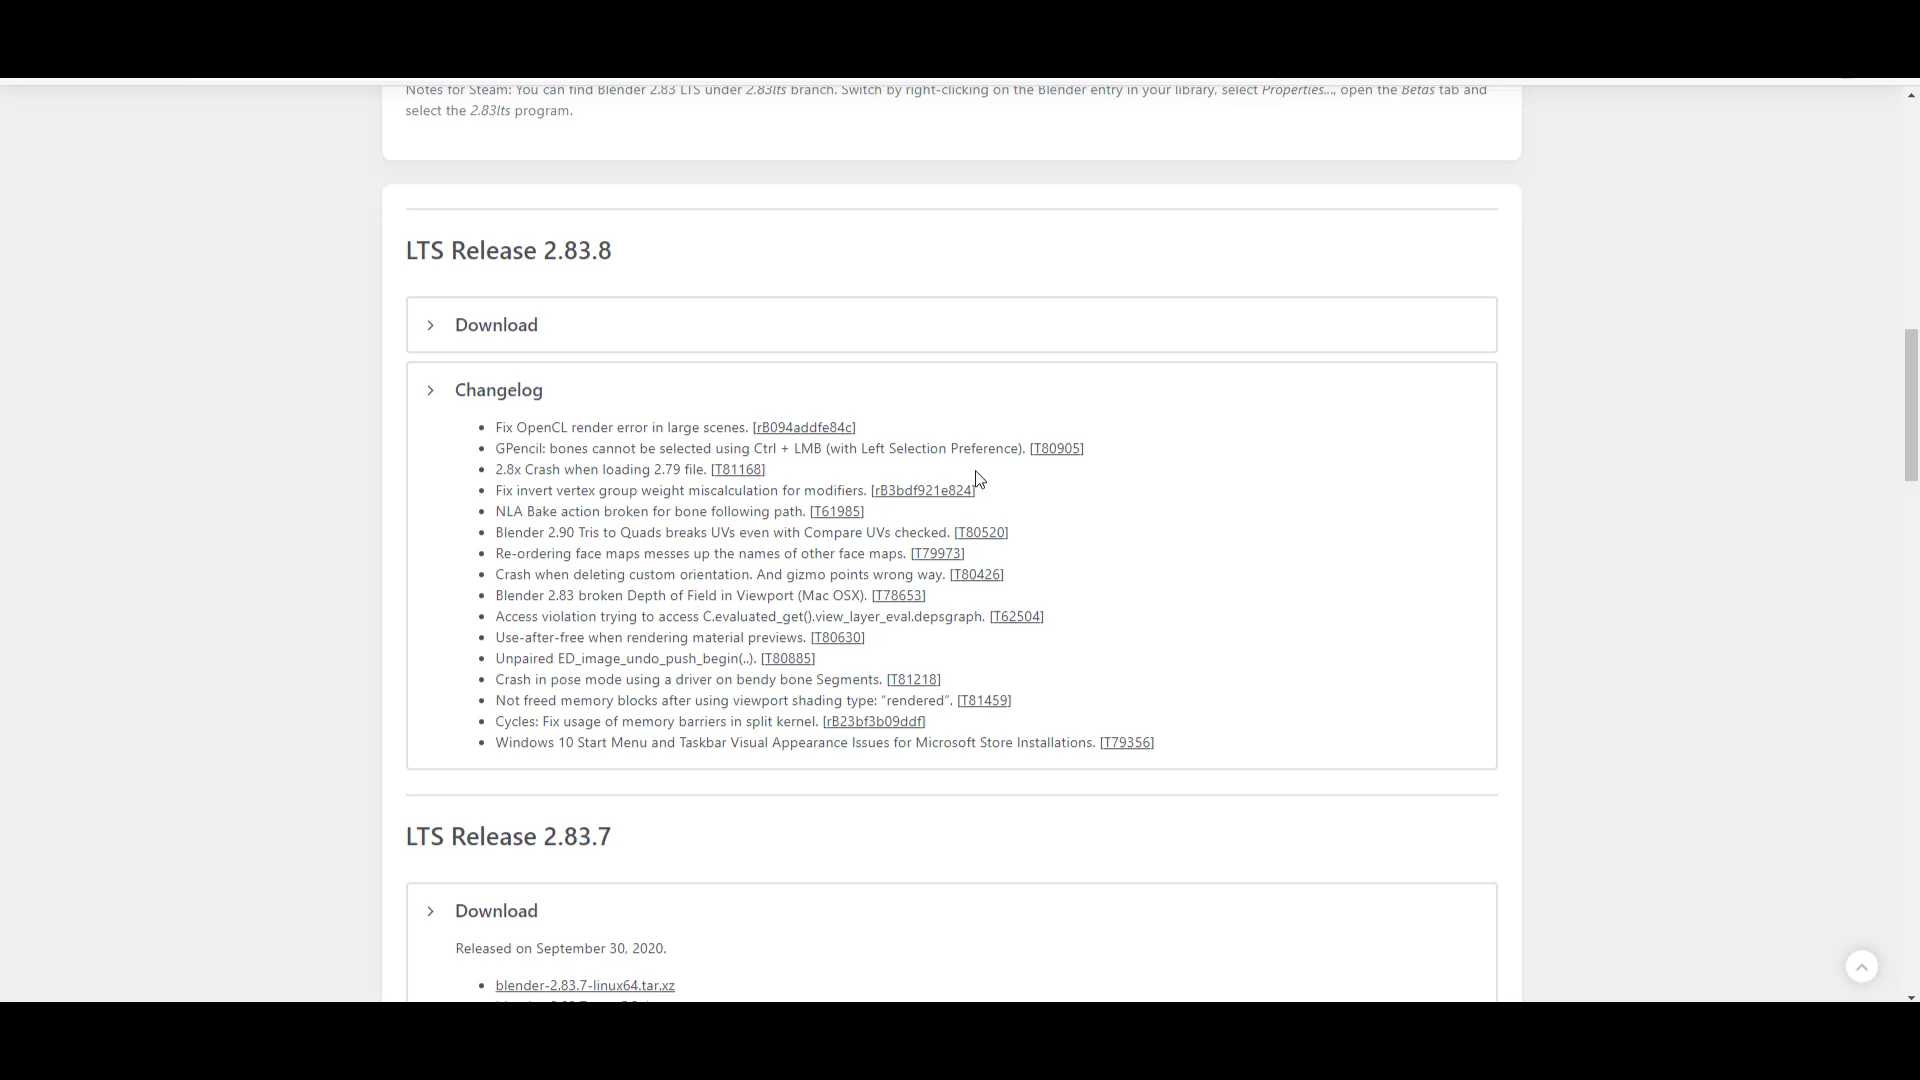 Notes for Steam: You can find Blender 2.83 LTS under 2.83lts branch. Switch by right-clicking on the Blender entry in your library, select Properties..., open the Betas tab and
select the 2.83lts program.
LTS Release 2.83.8
Download
Changelog
Fix OpenCL render error in large scenes. [rB094addfe84c]
GPencil: bones cannot be selected using Ctrl + LMB (with Left Selection Preference). [T80905]
2.8x Crash when loading 2.79 file. [T81168]
Fix invert vertex group weight miscalculation for modifiers. [rB3bdf921e824]
NLA Bake action broken for bone following path. [T61985]
Blender 2.90 Tris to Quads breaks UVs even with Compare UVs checked. [T80520]
Re-ordering face maps messes up the names of other face maps. [T79973]
Crash when deleting custom orientation. And gizmo points wrong way. [T80426]
Blender 2.83 broken Depth of Field in Viewport (Mac OSX). [T78653]
Access violation trying to access C.evaluated_get().view_layer_eval.depsgraph. [T62504]
Use-after-free when rendering material previews. [T80630]
Unpaired ED_image_undo_push_begin(..). [T80885]
Crash in pose mode using a driver on bendy bone Segments. [T81218]
Not freed memory blocks after using viewport shading type: “rendered”. [T81459]
Cycles: Fix usage of memory barriers in split kernel. [rB23bf3b09ddf]
Windows 10 Start Menu and Taskbar Visual Appearance Issues for Microsoft Store Installations. [T79356]
LTS Release 2.83.7
Download
Released on September 30, 2020.
blender-2.83.7-linux64.tar.xz